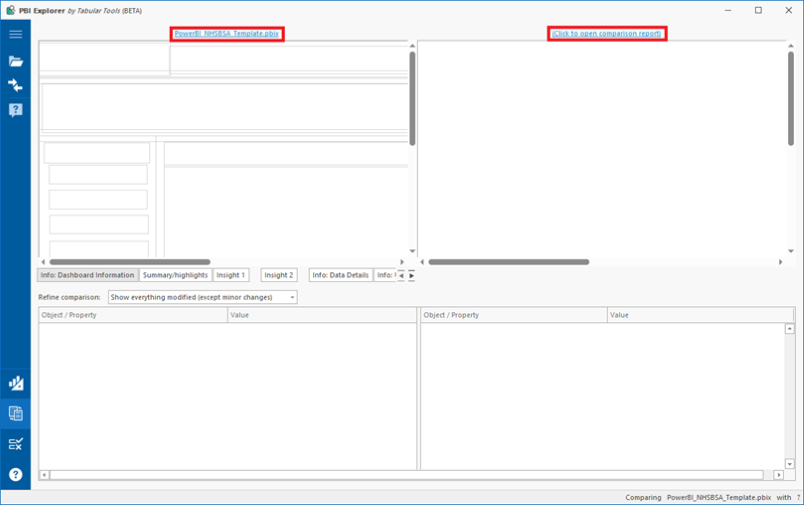 PBI Explorer by Tabular Tools (BETA)
PowerBI_NHSBSA_Template.pbix
(Click to open comparison report)
Info: Dashboard Information Summary/highlights Insight 1 Insight 2 Info: Data Details Info:
Refine comparison: Show everything modified (except minor changes)
Object / Property Value Object / Property Value
Comparing PowerBI_NHSBSA_Template.pbix with ?